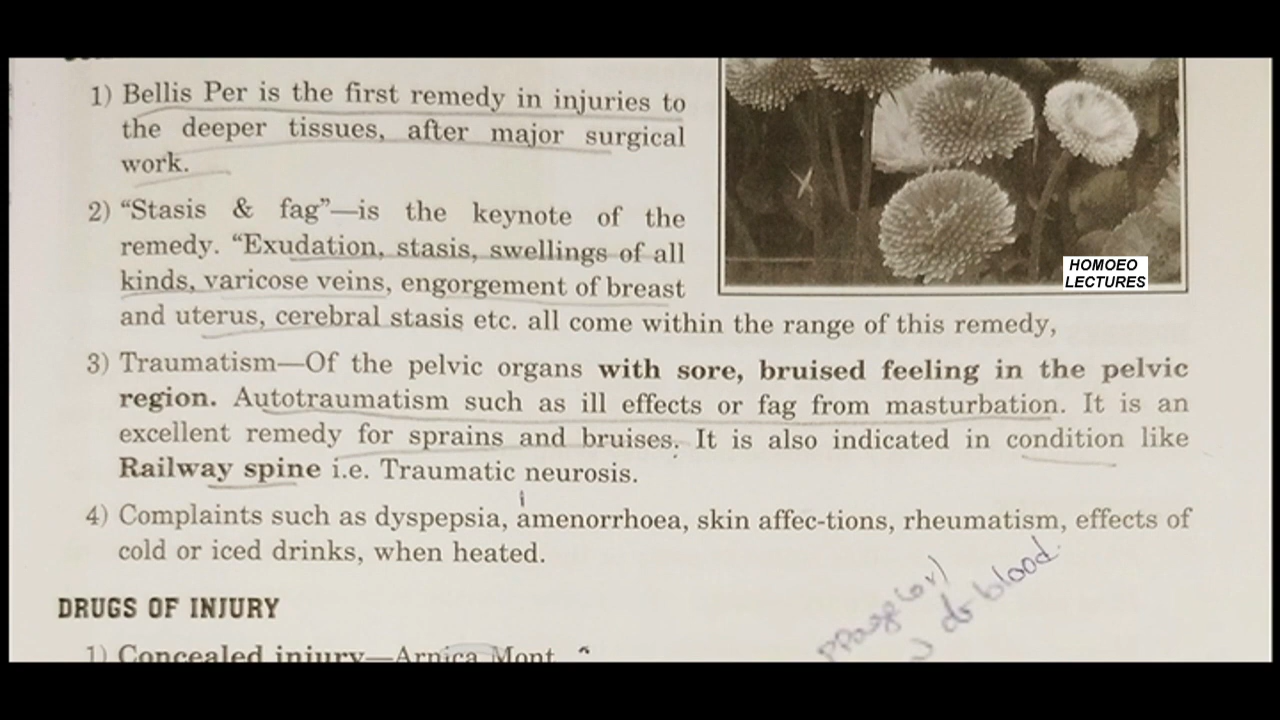 1) Bellis Per is the first remedy in injuries to
the deeper tissues, after major surgical
work.
2) “Stasis & fag”—is the keynote of the
remedy. “Exudation, stasis, swellings of all
kinds, varicose veins, engorgement of breast
and uterus, cerebral stasis etc. all come within the range of this remedy,
HOMOEO
LECTURES
3) Traumatism—Of the pelvic organs with sore, bruised feeling in the pelvic
region. Autotraumatism such as ill effects or fag from masturbation. It is an
excellent remedy for sprains and bruises. It is also indicated in condition like
Railway spine i.e. Traumatic neurosis.
4) Complaints such as dyspepsia, amenorrhoea, skin affec-tions, rheumatism, effects of
cold or iced drinks, when heated.
DRUGS OF INJURY
1) Concealed injury—Arnica Mont.
blood.